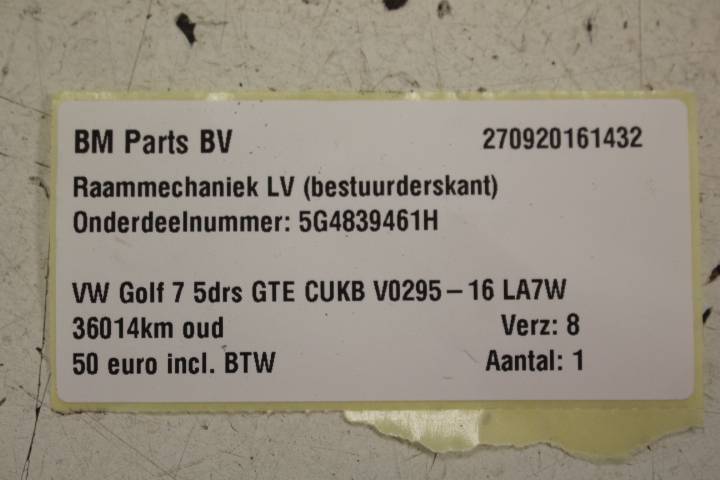 BM Parts BV 270920161432
Raammechaniek LV (bestuurderskant)
Onderdeelnummer: 5G4839461H
VW Golf 7 5drs GTE CUKB V0295-16 LA7W
36014km oud Verz: 8
50 euro incl. BTW Aantal: 1